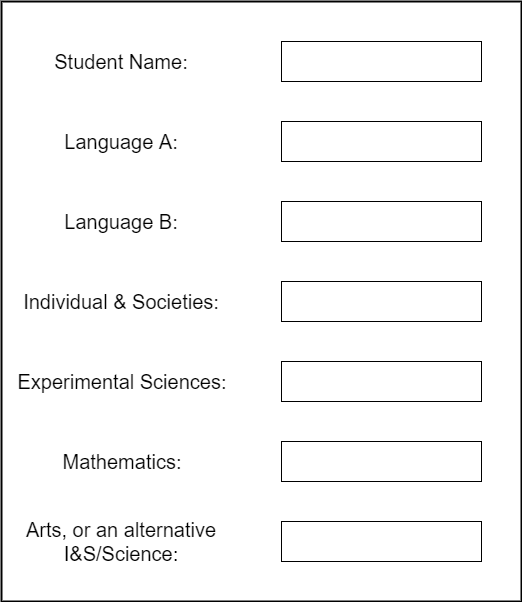 Student Name:
Language A:
Language B:
Individual & Societies:
Experimental Sciences:
Mathematics:
Arts, or an alternative
I&S/Science: